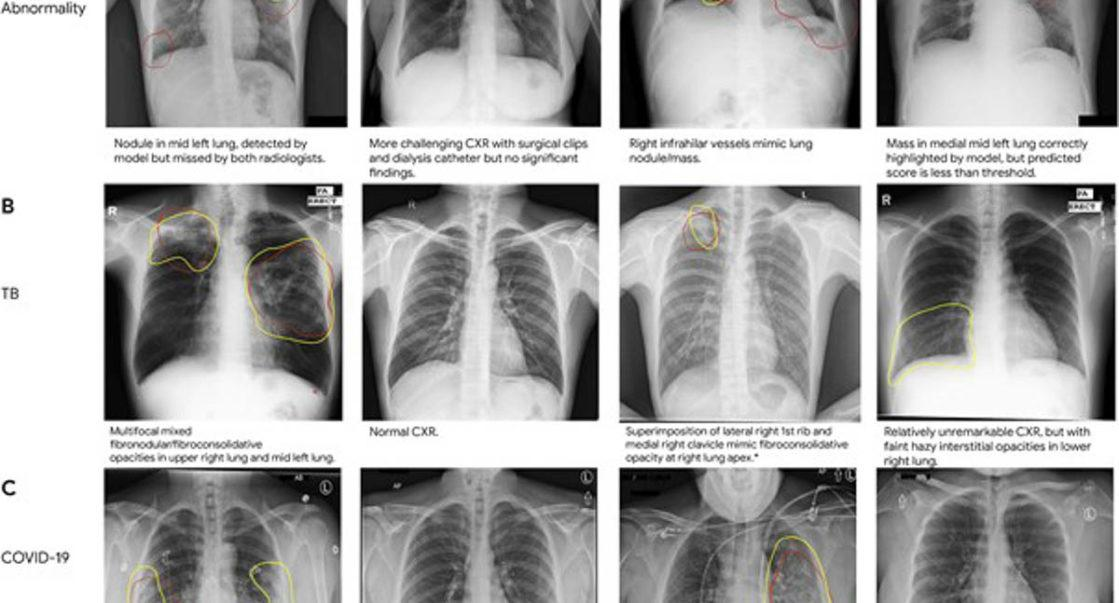 Abnormality
Nodule in mid left lung, detected by
model but missed by both radiologists.
More challenging CXR with surgical clips
and dialysis catheter but no significant
findings.
Right infrahilar vessels mimic lung
nodule/mass.
Mass in medial mid left lung correctly
highlighted by model, but predicted
score is less than threshold.
B
TB
R
PA
ERECT
R
L
R
PA
ERECT
Multifocal mixed
fibronodular/fibroconsolidative
opacities in upper right lung and mid left lung.
Normal CXR.
Superimposition of lateral right 1st rib and
medial right clavicle mimic fibroconsolidative
opacity at right lung apex.*
Relatively unremarkable CXR, but with
faint hazy interstitial opacities in lower
right lung.
C
COVID-19
L
AP
L
AP
L
L